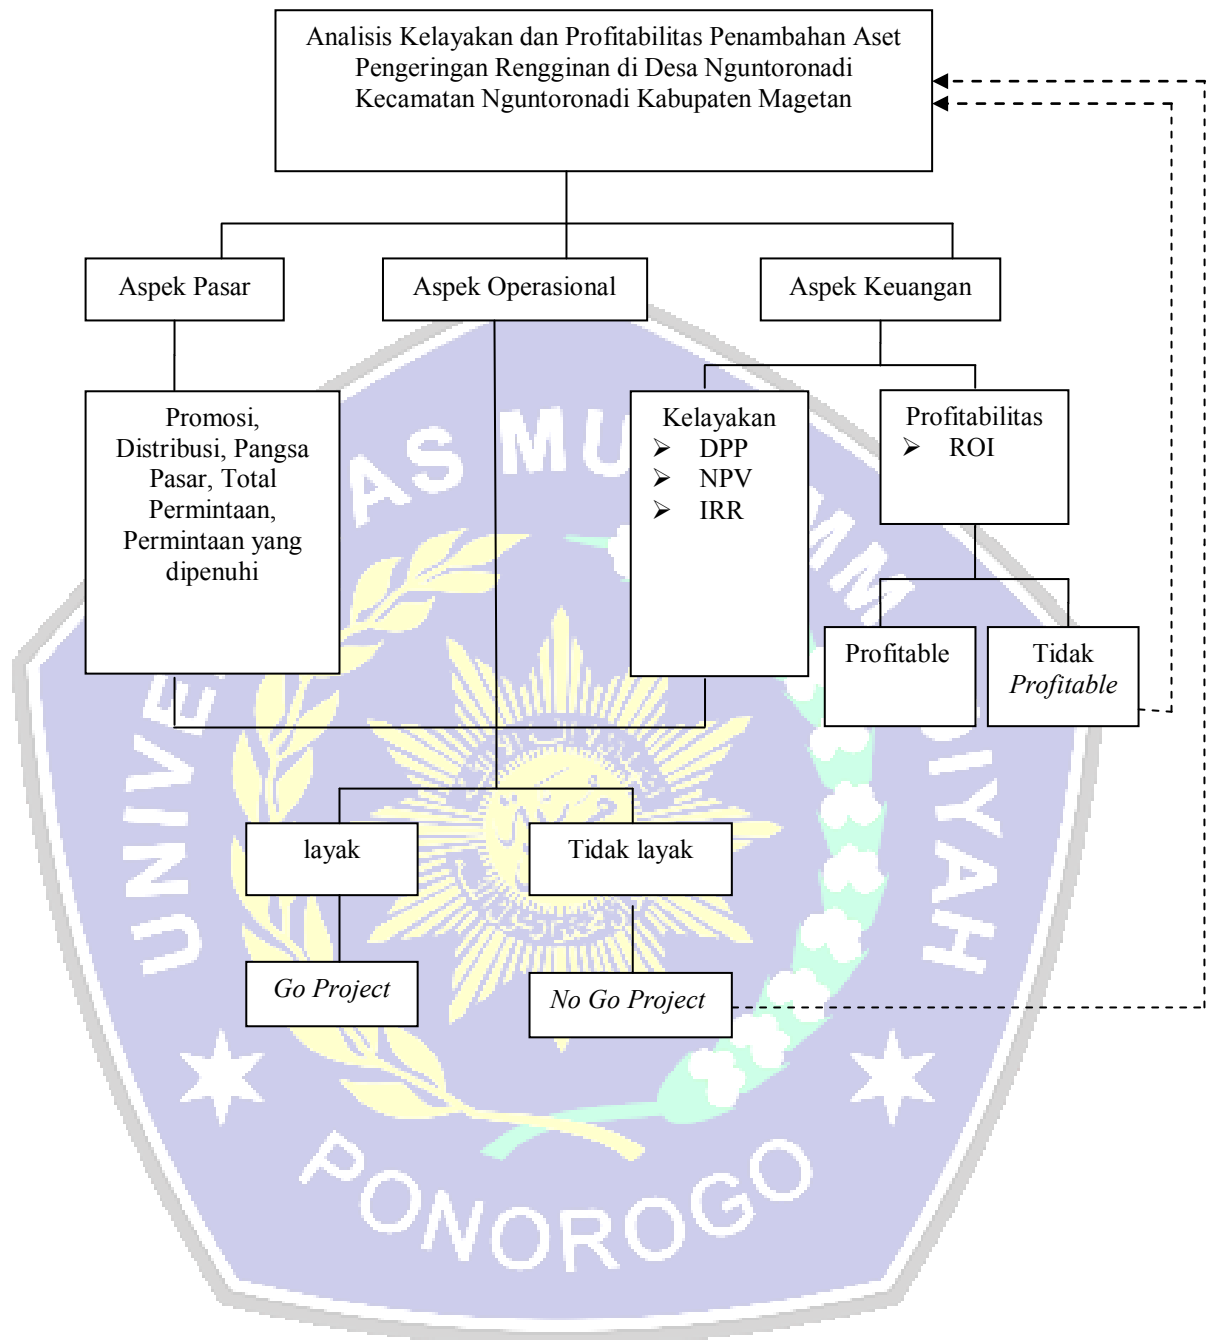 Analisis Kelayakan dan Profitabilitas Penambahan Aset
Pengeringan Rengginan di Desa Nguntoronadi
Kecamatan Nguntoronadi Kabupaten Magetan
Aspek Pasar
Aspek Operasional
Aspek Keuangan
Promosi,
Distribusi, Pangsa
Pasar, Total
Permintaan,
Permintaan yang
dipenuhi
Kelayakan
➢ DPP
➢ NPV
➢ IRR
Profitabilitas
➢ ROI
Profitable
Tidak
Profitable
layak
Tidak layak
Go Project
No Go Project
PONOROGO